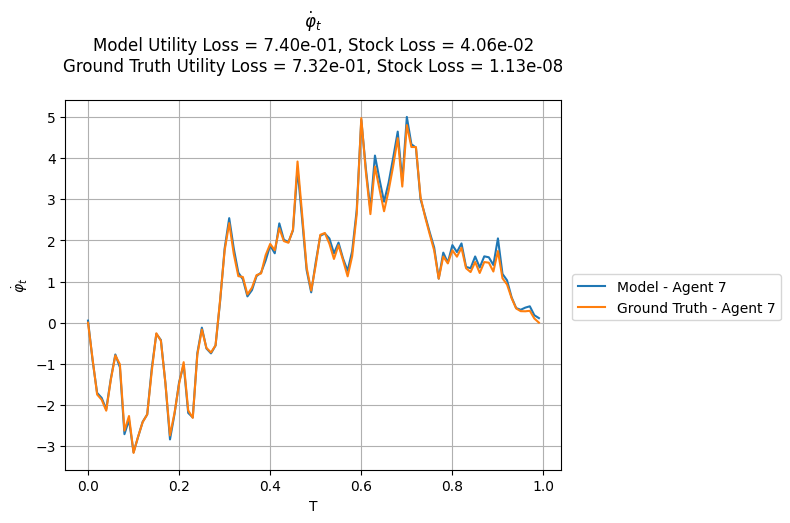 φ̇ₜ
Model Utility Loss = 7.40e-01, Stock Loss = 4.06e-02
Ground Truth Utility Loss = 7.32e-01, Stock Loss = 1.13e-08
5
4
3
2
1
0
−1
−2
−3
φ̇ₜ
0.0 0.2 0.4 0.6 0.8 1.0
T
Model - Agent 7
Ground Truth - Agent 7